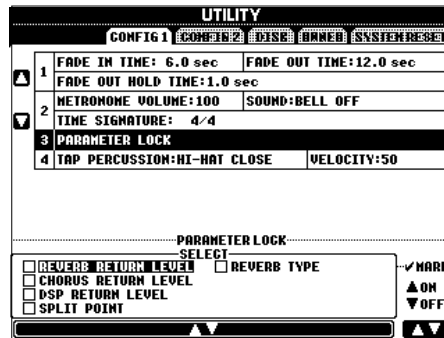 UTILITY
CONFIG 1 CONFIG 2 DISK OWNER SYSTEM RESET
1 FADE IN TIME: 6.0 sec FADE OUT TIME:12.0 sec
FADE OUT HOLD TIME:1.0 sec
2 METRONOME VOLUME:100 SOUND:BELL OFF
TIME SIGNATURE: 4/4
3 PARAMETER LOCK
4 TAP PERCUSSION:HI-HAT CLOSE VELOCITY:50
PARAMETER LOCK
SELECT
REVERB RETURN LEVEL REVERB TYPE
CHORUS RETURN LEVEL
DSP RETURN LEVEL
SPLIT POINT
MARK
ON
OFF